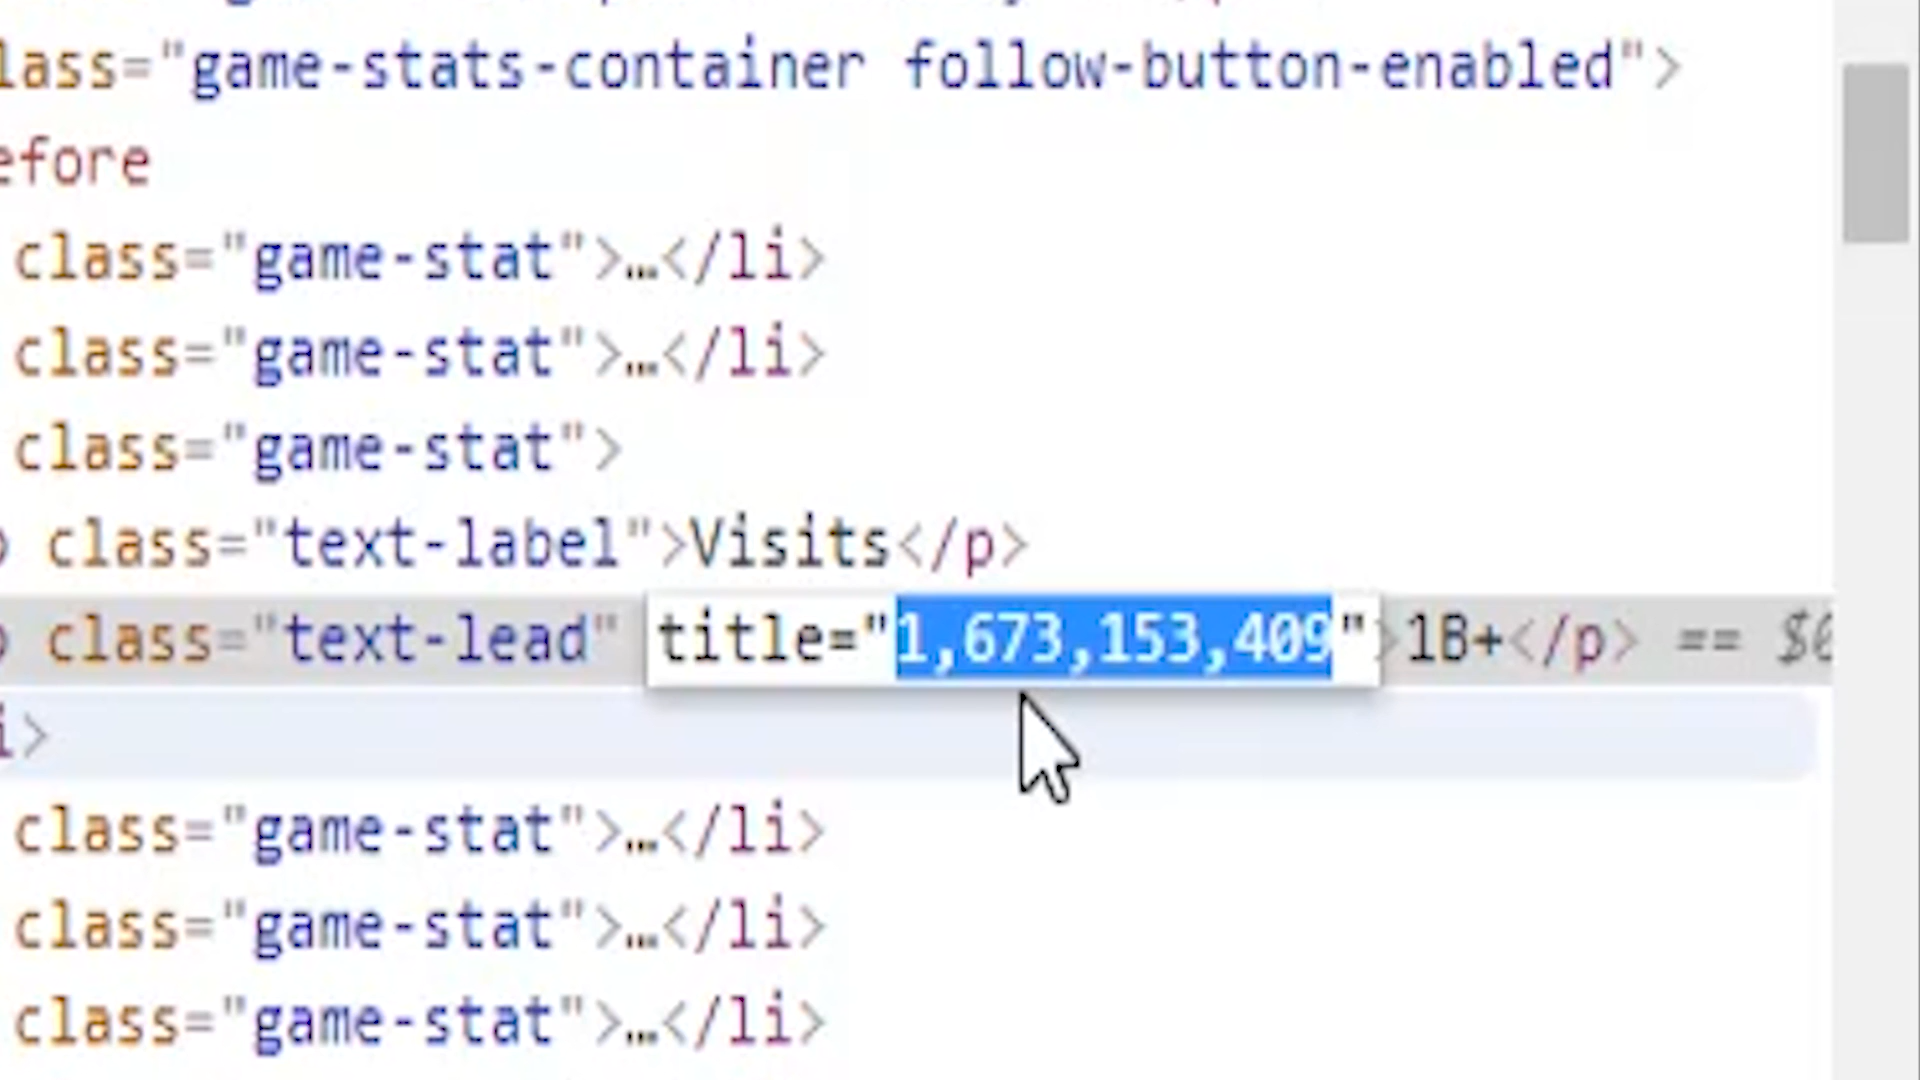 lass="game-stats-container follow-button-enabled">
efore
class="game-stat">…</li>
class="game-stat">…</li>
class="game-stat">
class="text-label">Visits</p>
class="text-lead" title="1,673,153,409">1B+</p> == $
i>
class="game-stat">…</li>
class="game-stat">…</li>
class="game-stat">…</li>